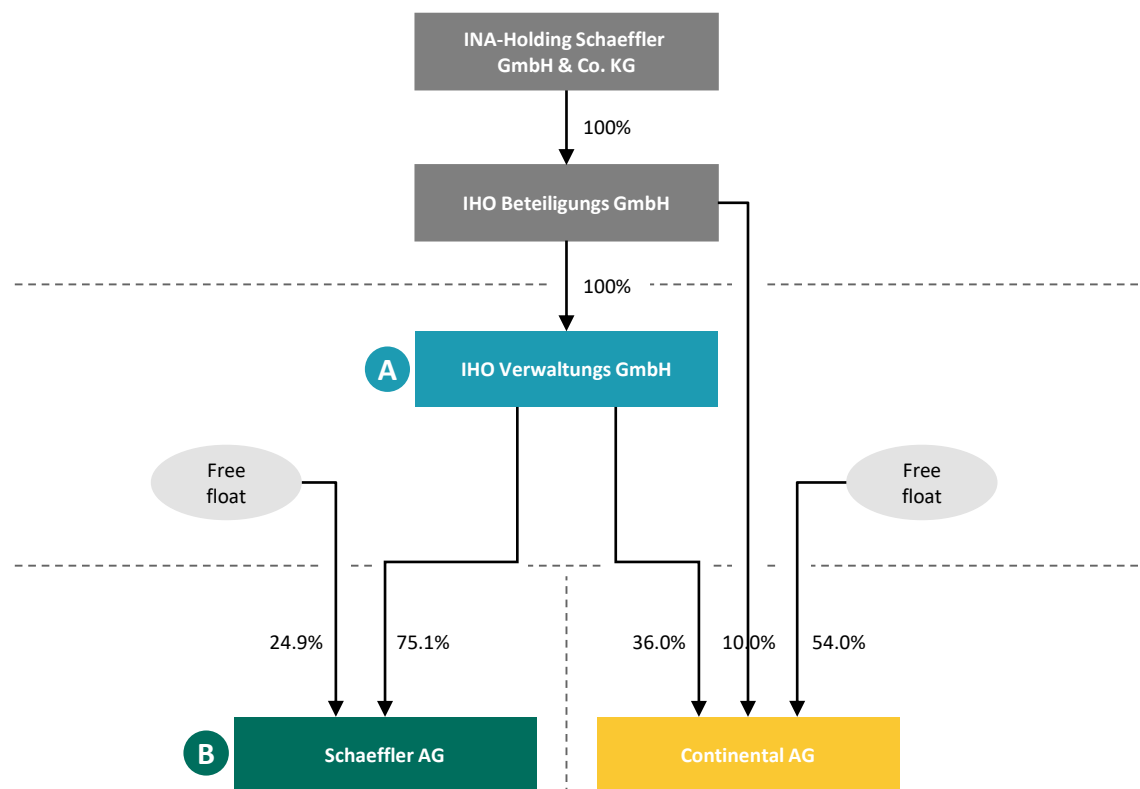 INA-Holding Schaeffler
GmbH & Co. KG
100%
IHO Beteiligungs GmbH
100%
A
IHO Verwaltungs GmbH
Free
float
Free
float
24.9%
75.1%
36.0%
10.0%
54.0%
B
Schaeffler AG
Continental AG